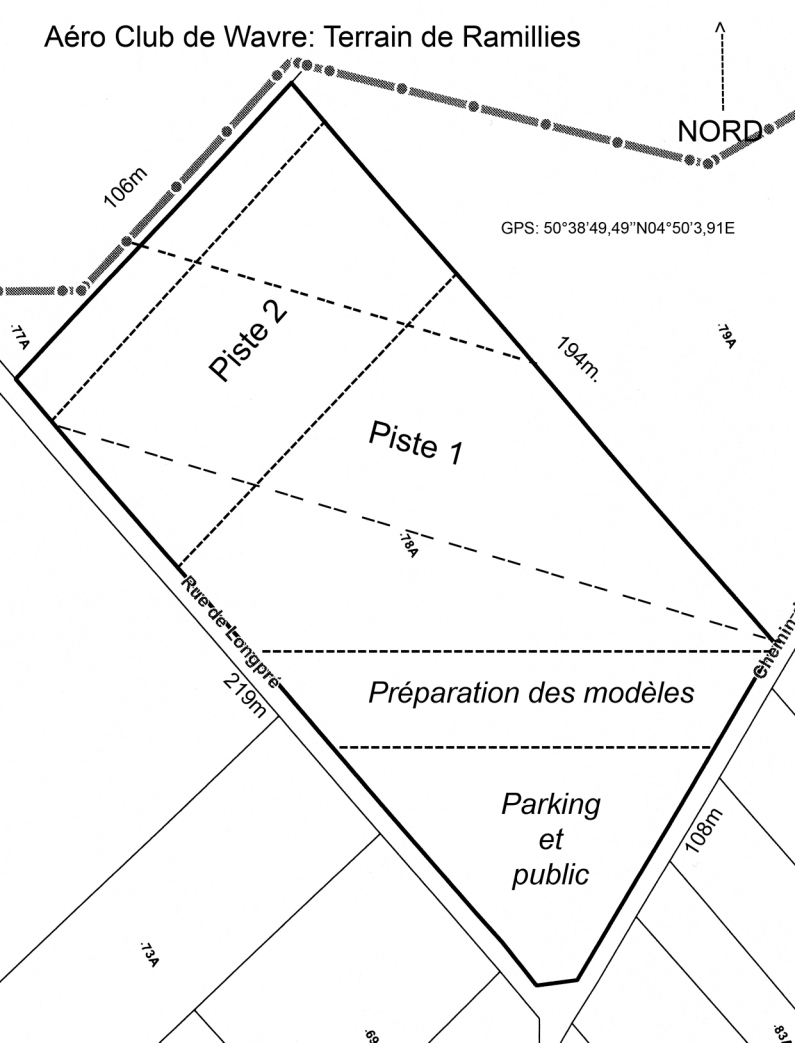 Aéro Club de Wavre: Terrain de Ramillies
NORD
106m
GPS: 50°38'49,49"N04°50'3,91E
.77A
Piste 2
194m.
.79A
Piste 1
.78A
Rue de Longpré
Chemin
219m
Préparation des modèles
Parking
et
public
108m
.73A
.69
.83A